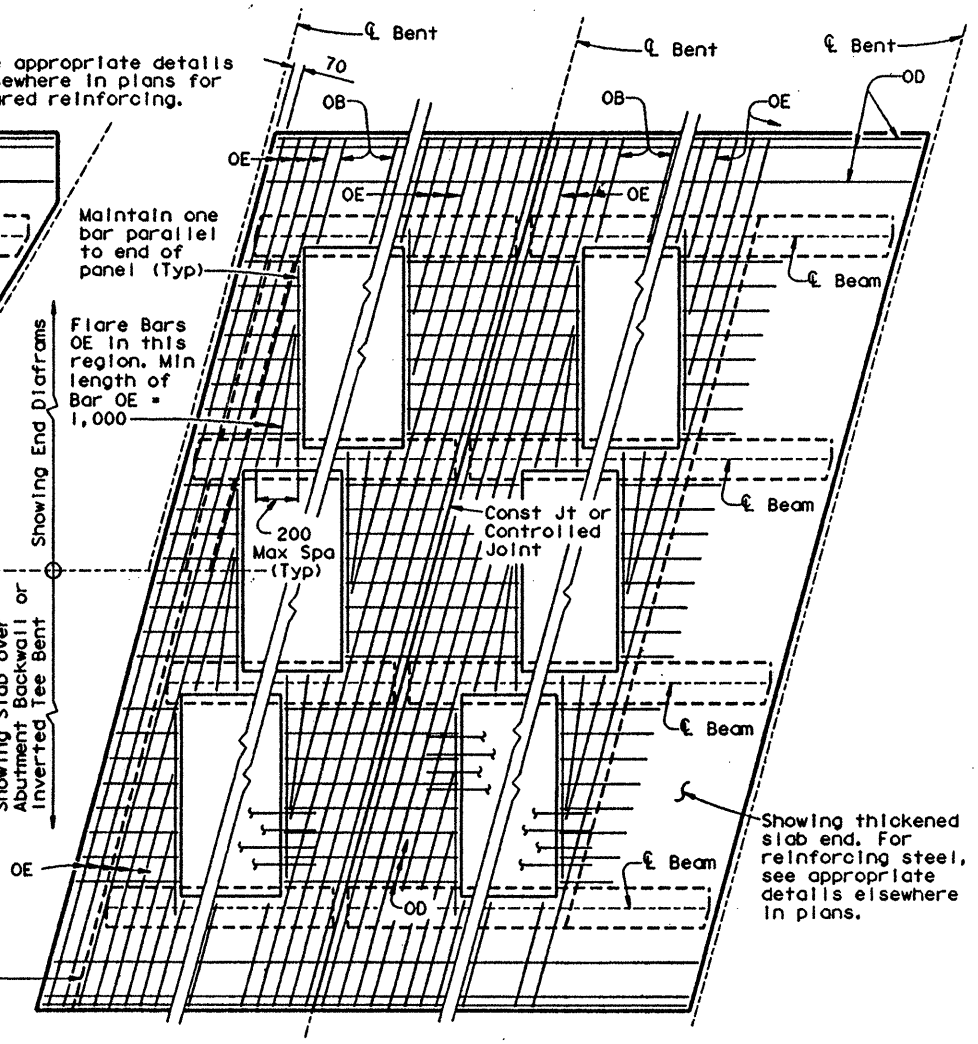 ℄ Bent
℄ Bent
℄ Bent
appropriate details
elsewhere in plans for
reinforcing.
70
OB
OB
OE
OD
OE
OE
OE
Maintain one
bar parallel
to end of
panel (Typ)
℄ Beam
Flare Bars
OE in this
region. Min
length of
Bar OE =
1,000
Showing End Diaframs
℄ Beam
Const Jt or
Controlled
Joint
200
Max Spa
(Typ)
Showing Slab over
Abutment Backwall or
Inverted Tee Bent
℄ Beam
Showing thickened
slab end. For
reinforcing steel,
see appropriate
details elsewhere
in plans.
℄ Beam
OE
OD